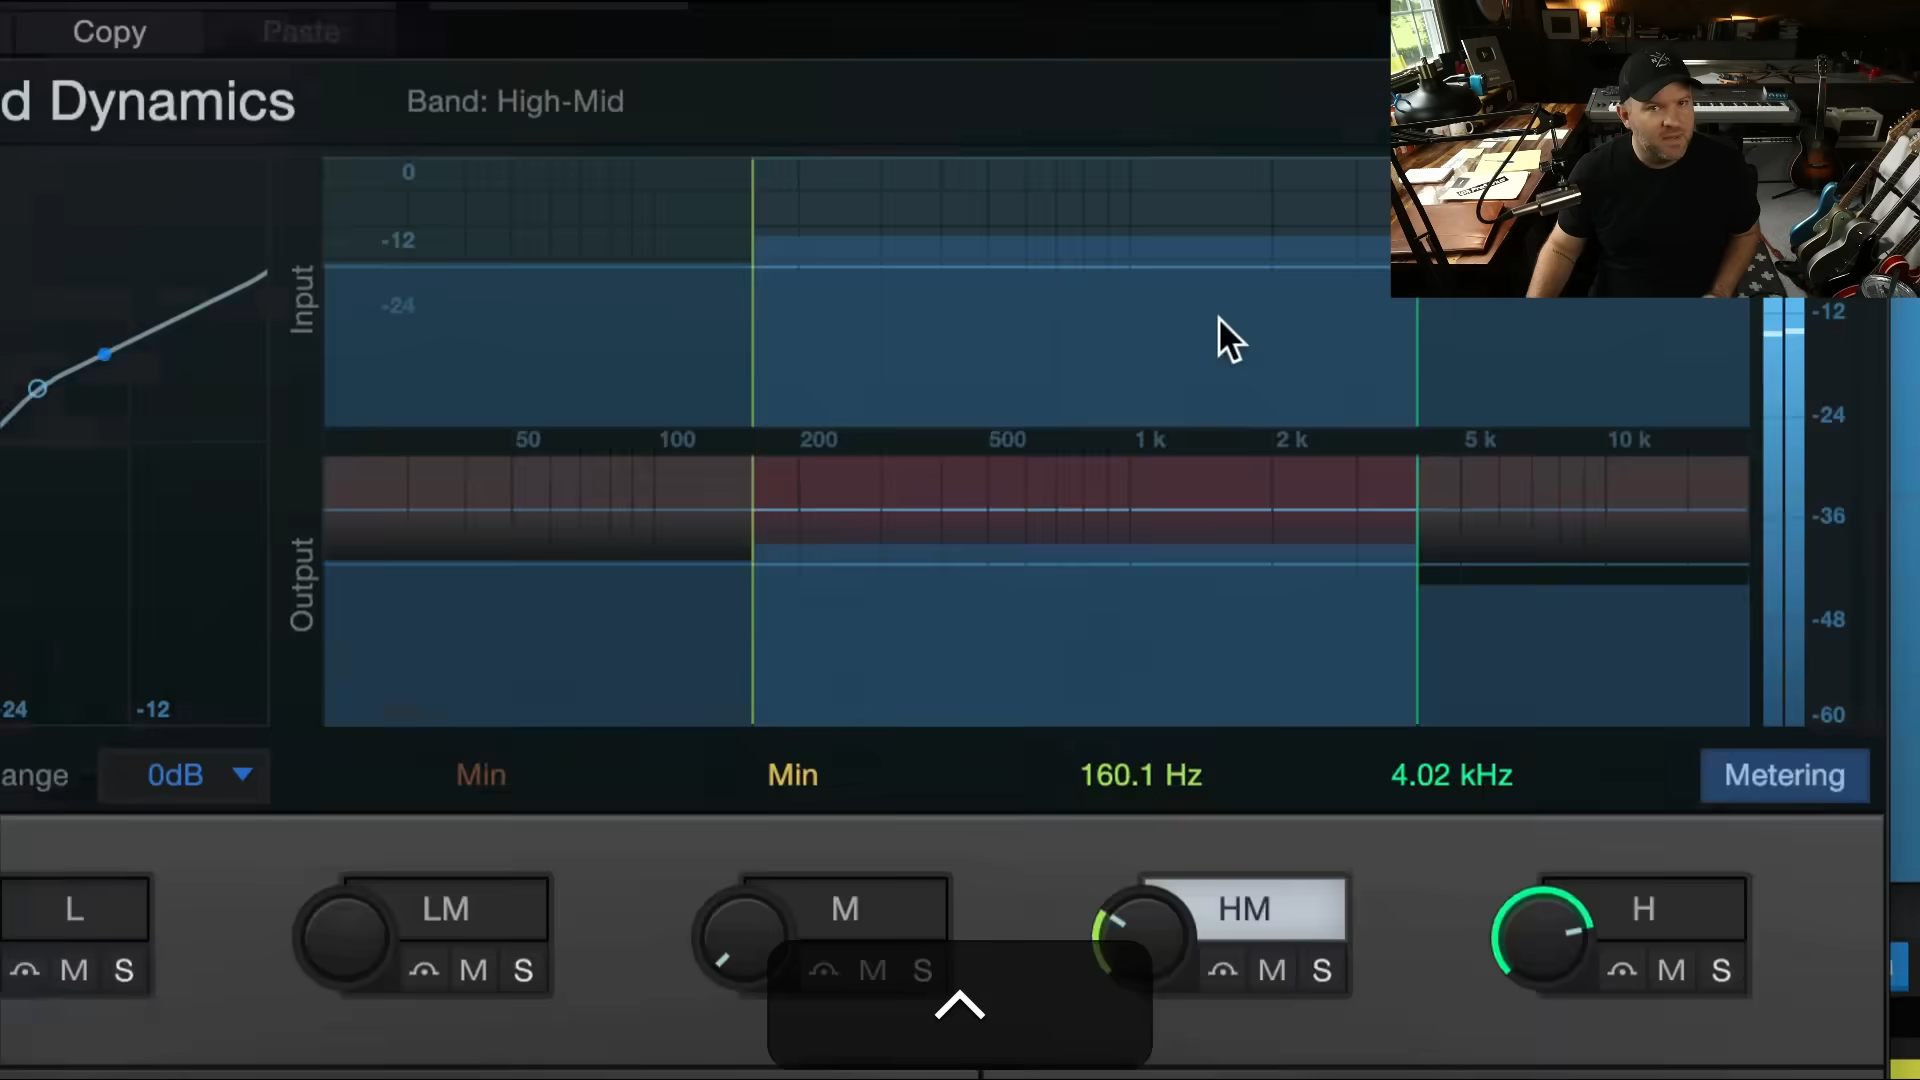 Copy
Paste
d Dynamics
Band: High-Mid
0
-12
-24
Input
50
100
200
500
1 k
2 k
5 k
10 k
Output
24
-12
-12
-24
-36
-48
-60
ange
0dB
Min
Min
160.1 Hz
4.02 kHz
Metering
L
LM
M
HM
H
M S
M S
M S
M S
M S